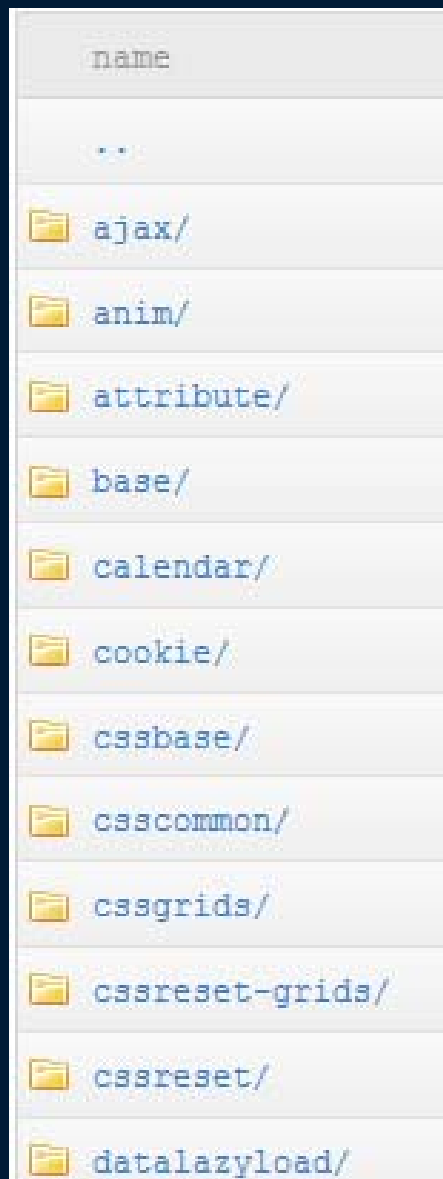 name
..
ajax/
anim/
attribute/
base/
calendar/
cookie/
cssbase/
csscommon/
cssgrids/
cssreset-grids/
cssreset/
datalazyload/